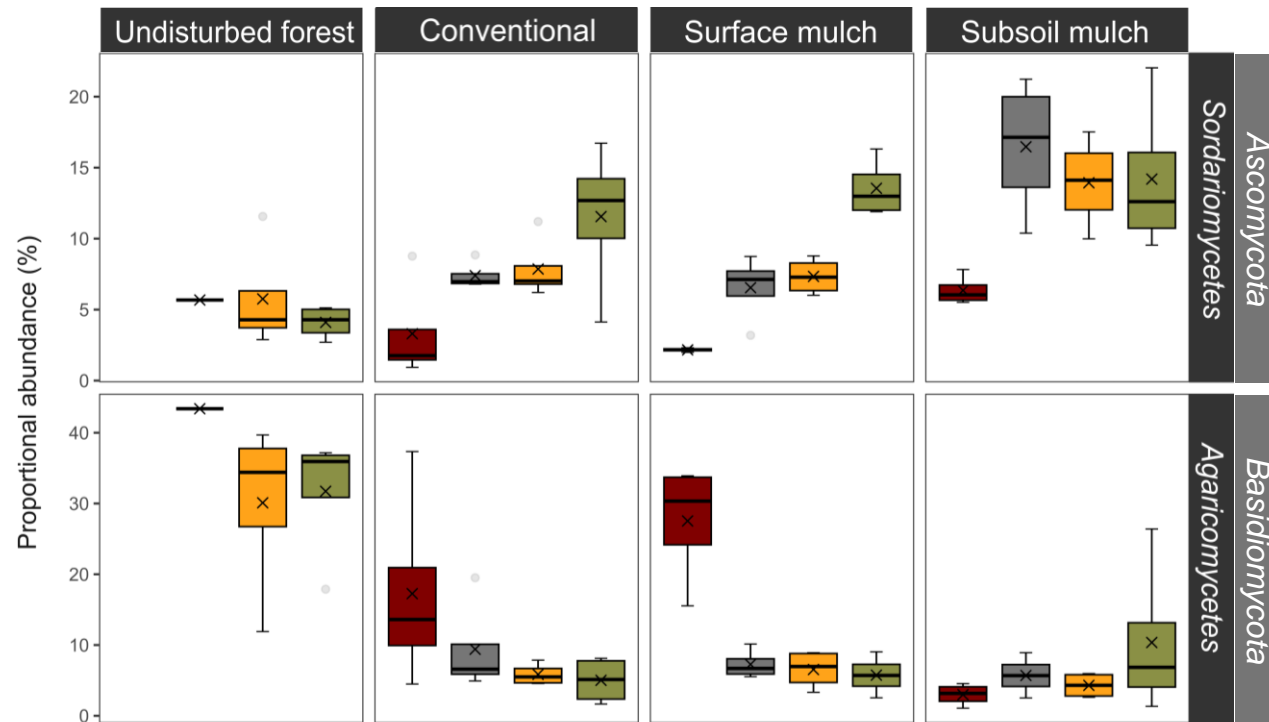 Undisturbed forest
Conventional
Surface mulch
Subsoil mulch
Proportional abundance (%)
20
15
10
5
0
Sordariomycetes
Ascomycota
40
30
20
10
0
Agaricomycetes
Basidiomycota